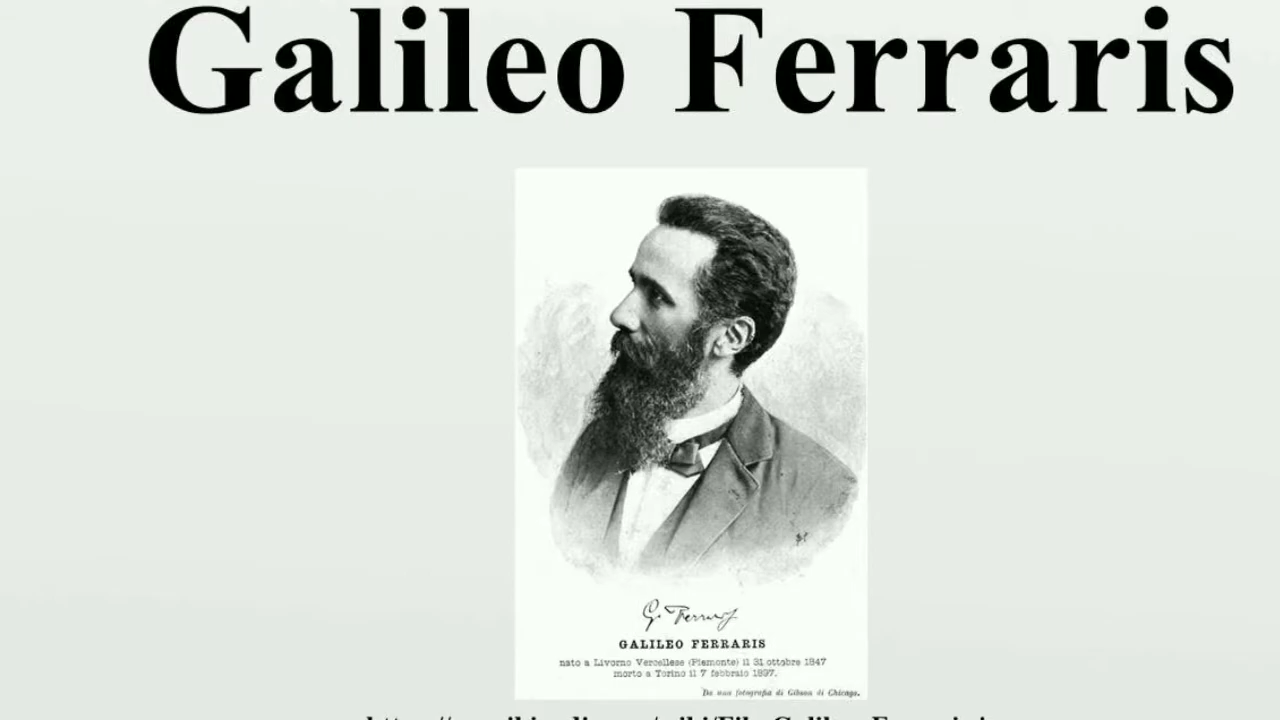 Galileo Ferraris
G. Ferraris
GALILEO FERRARIS
nato a Livorno Vercellese (Piemonte) il 31 ottobre 1847
morto a Torino il 7 febbraio 1897.
Da una fotografia di Gibson di Chicago.